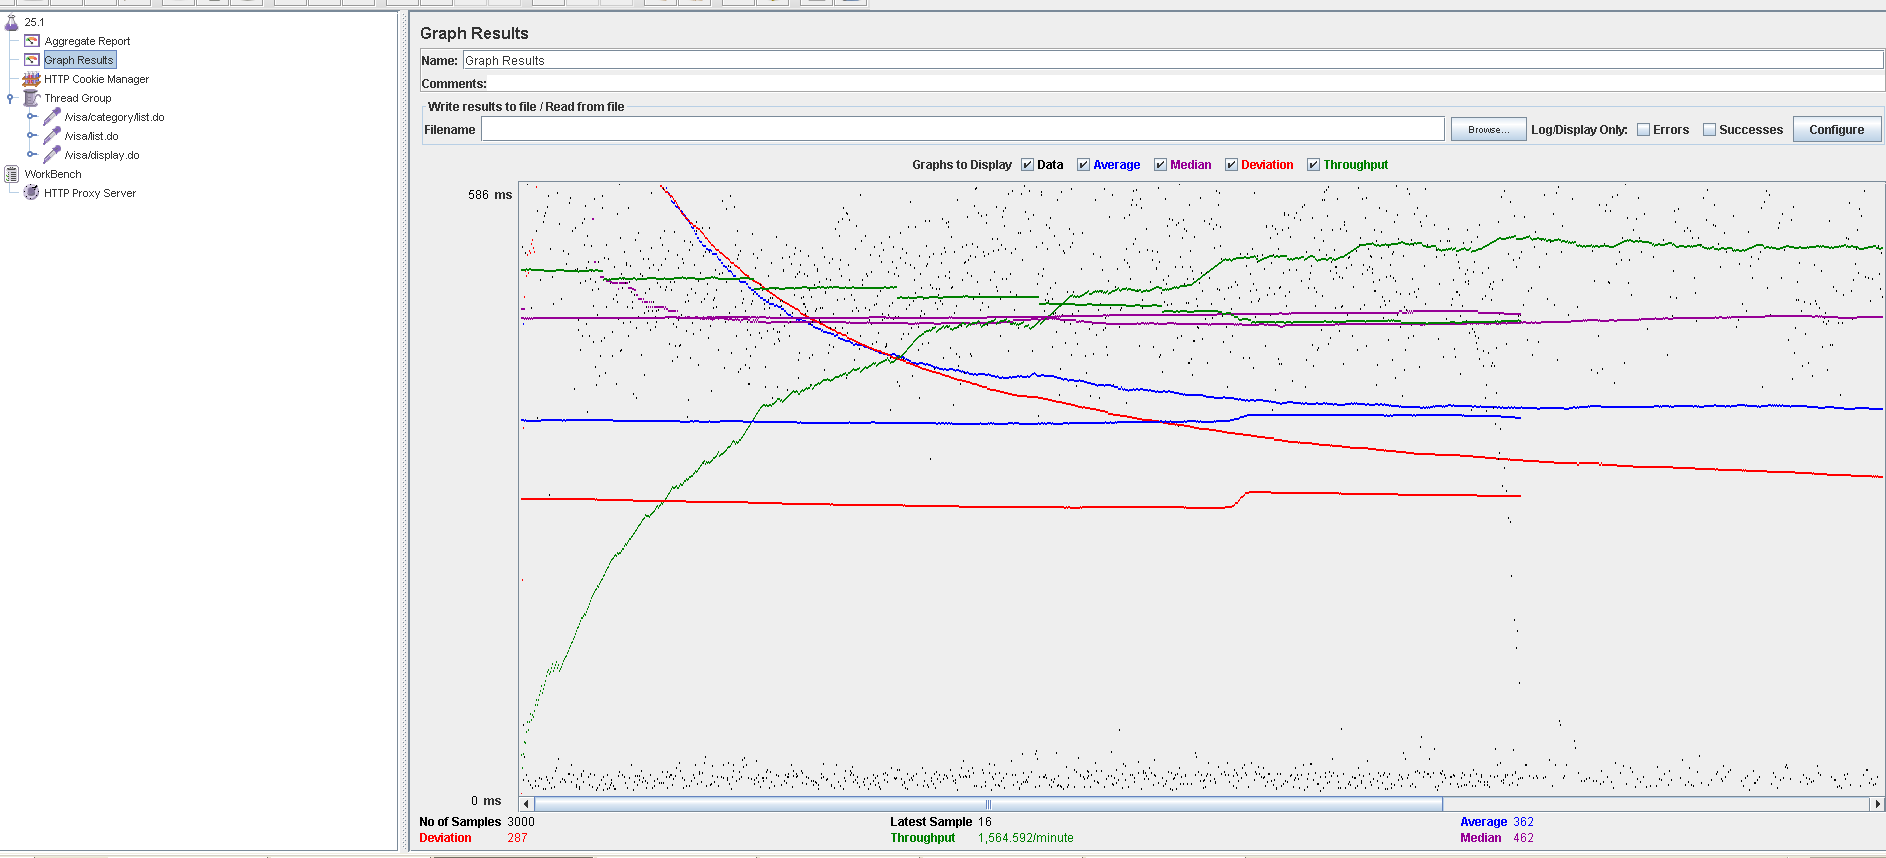 25.1
Aggregate Report
Graph Results
HTTP Cookie Manager
Thread Group
/visa/category/list.do
/visa/list.do
/visa/display.do
WorkBench
HTTP Proxy Server
Graph Results
Name: Graph Results
Comments:
Write results to file / Read from file
Filename Browse... Log/Display Only: Errors Successes Configure
Graphs to Display Data Average Median Deviation Throughput
586 ms
0 ms
No of Samples 3000 Latest Sample 16 Average 362
Deviation 287 Throughput 1,564.592/minute Median 462